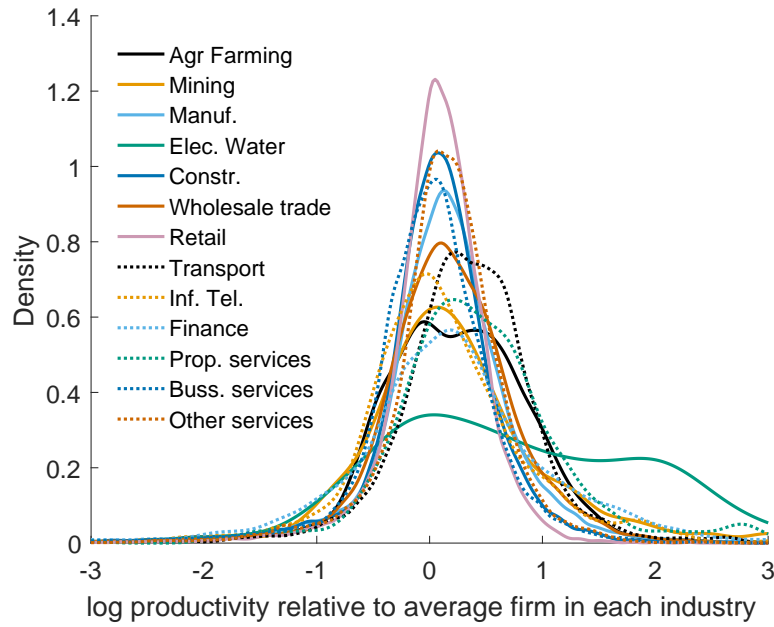 1.4
1.2
1
0.8
0.6
0.4
0.2
0
Density
Agr Farming
Mining
Manuf.
Elec. Water
Constr.
Wholesale trade
Retail
Transport
Inf. Tel.
Finance
Prop. services
Buss. services
Other services
-3 -2 -1 0 1 2 3
log productivity relative to average firm in each industry